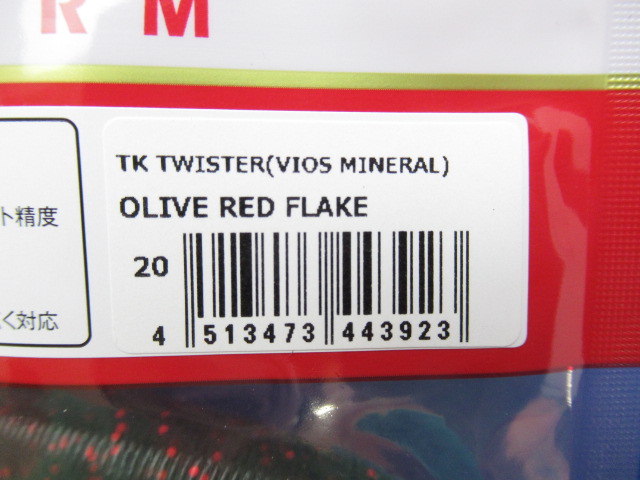 R M
TK TWISTER(VIOS MINERAL)
OLIVE RED FLAKE
ト精度
20
く対応
4 513473 443923